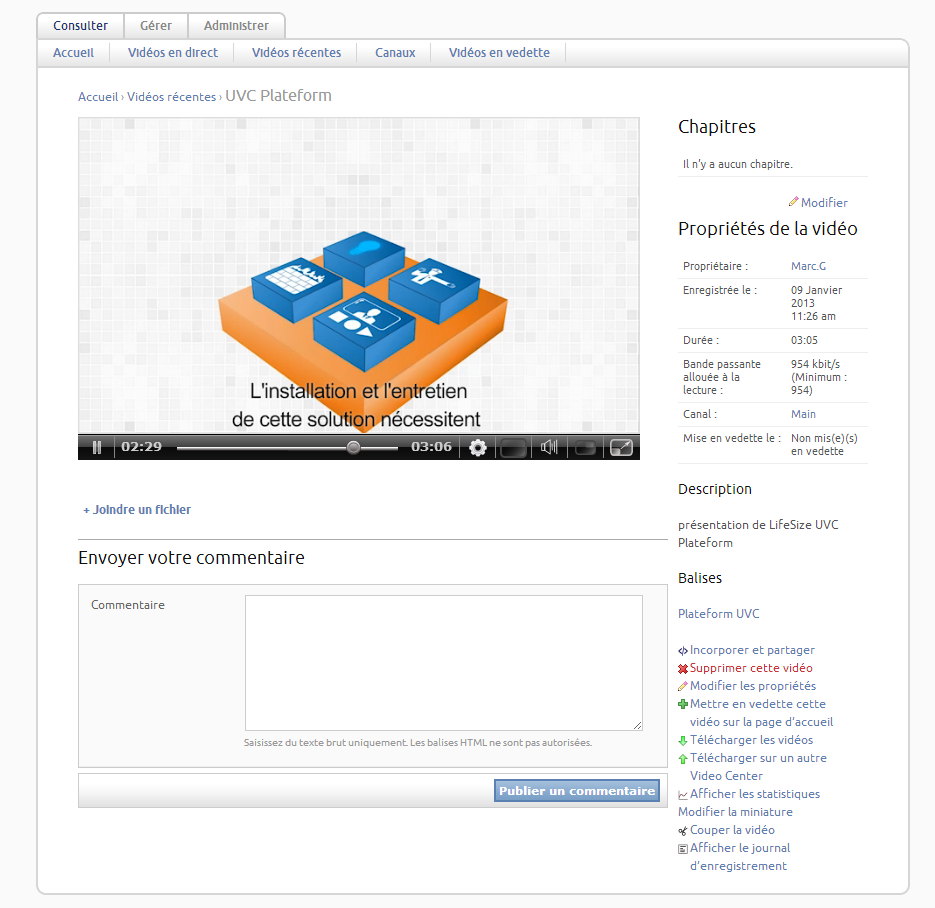 Consulter Gérer Administrer
Accueil Vidéos en direct Vidéos récentes Canaux Vidéos en vedette
Accueil › Vidéos récentes › UVC Plateform
L'installation et l'entretien
de cette solution nécessitent
02:29 03:06
+ Joindre un fichier
Envoyer votre commentaire
Commentaire
Saisissez du texte brut uniquement. Les balises HTML ne sont pas autorisées.
Publier un commentaire
Chapitres
Il n'y a aucun chapitre.
Modifier
Propriétés de la vidéo
Propriétaire : Marc.G
Enregistrée le : 09 Janvier
2013
11:26 am
Durée : 03:05
Bande passante 954 kbit/s
allouée à la (Minimum :
lecture : 954)
Canal : Main
Mise en vedette le : Non mis(e)(s)
en vedette
Description
présentation de LifeSize UVC
Plateform
Balises
Plateform UVC
Incorporer et partager
Supprimer cette vidéo
Modifier les propriétés
Mettre en vedette cette
vidéo sur la page d'accueil
Télécharger les vidéos
Télécharger sur un autre
Video Center
Afficher les statistiques
Modifier la miniature
Couper la vidéo
Afficher le journal
d'enregistrement